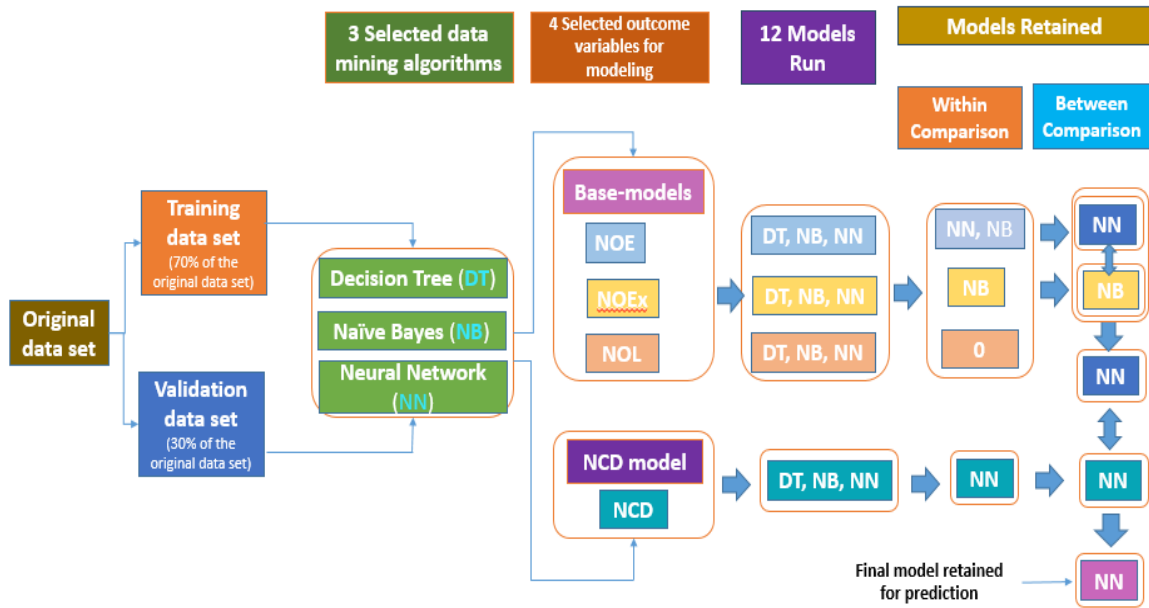 3 Selected data
mining algorithms
4 Selected outcome
variables for
modeling
12 Models
Run
Models Retained
Within
Comparison
Between
Comparison
Original
data set
Training
data set
(70% of the
original data set)
Validation
data set
(30% of the
original data set)
Decision Tree (DT)
Naïve Bayes (NB)
Neural Network
(NN)
Base-models
NOE
NOEx
NOL
DT, NB, NN
DT, NB, NN
DT, NB, NN
NN, NB
NB
0
NN
NB
NN
NCD model
NCD
DT, NB, NN
NN
NN
Final model retained
for prediction
NN